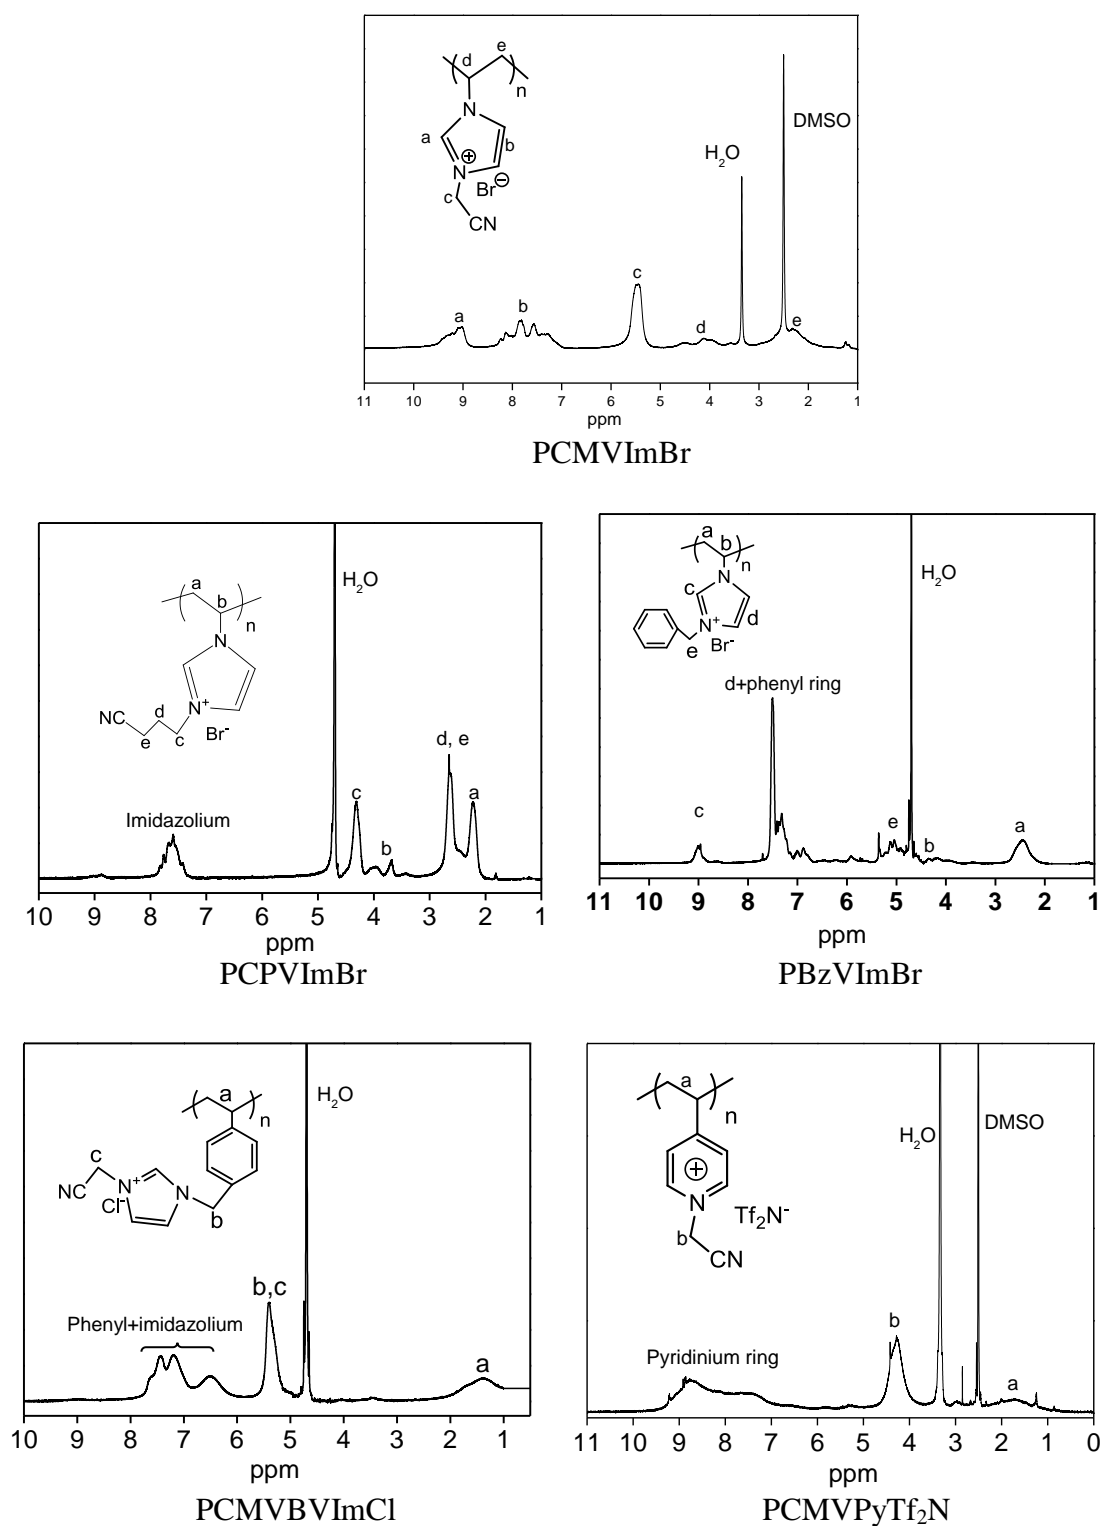 d
e
n
N
a
b
⊕
N
Br⊖
c
CN
DMSO
H₂O
a
b
c
d
e
11 10 9 8 7 6 5 4 3 2 1
ppm
PCMVImBr
a
b
n
N
N⁺
NC
d
e
c
Br⁻
H₂O
d, e
c
a
b
Imidazolium
10 9 8 7 6 5 4 3 2 1
ppm
PCPVImBr
a
b
n
N
c
d
N⁺
Br⁻
e
H₂O
d+phenyl ring
c
e
b
a
11 10 9 8 7 6 5 4 3 2 1
ppm
PBzVImBr
a
n
c
NC
N⁺
Cl⁻
N
b
H₂O
b,c
Phenyl+imidazolium
a
10 9 8 7 6 5 4 3 2 1
ppm
PCMVBVImCl
a
n
⊕
N
Tf₂N⁻
b
CN
H₂O
DMSO
b
Pyridinium ring
a
11 10 9 8 7 6 5 4 3 2 1 0
ppm
PCMVPyTf₂N